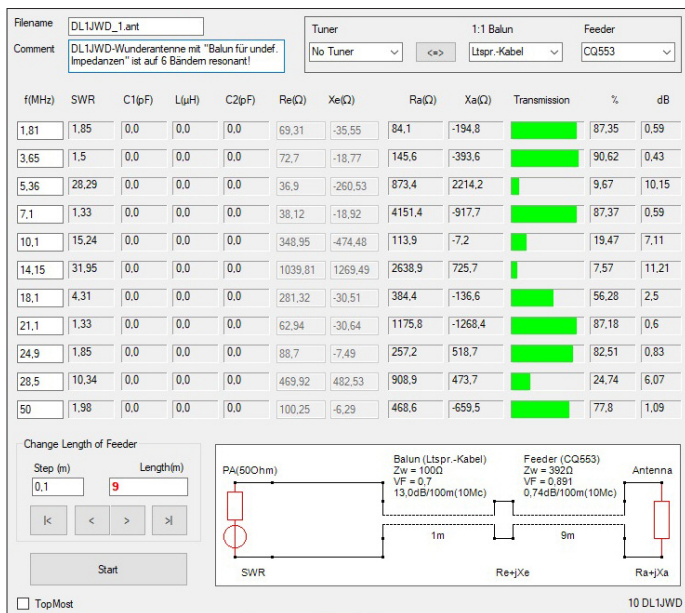 Filename DL1JWD_1.ant
Comment DL1JWD-Wunderantenne mit "Balun für undef.
Impedanzen" ist auf 6 Bändern resonant!
Tuner 1:1 Balun Feeder
No Tuner <=> Ltspr.-Kabel CQ553
f(MHz) SWR C1(pF) L(µH) C2(pF) Re(Ω) Xe(Ω) Ra(Ω) Xa(Ω) Transmission % dB
1,81 1,85 0,0 0,0 0,0 69,31 -35,55 84,1 -194,8 87,35 0,59
3,65 1,5 0,0 0,0 0,0 72,7 -18,77 145,6 -393,6 90,62 0,43
5,36 28,29 0,0 0,0 0,0 36,9 -260,53 873,4 2214,2 9,67 10,15
7,1 1,33 0,0 0,0 0,0 38,12 -18,92 4151,4 -917,7 87,37 0,59
10,1 15,24 0,0 0,0 0,0 348,95 -474,48 113,9 -7,2 19,47 7,11
14,15 31,95 0,0 0,0 0,0 1039,81 1269,49 2638,9 725,7 7,57 11,21
18,1 4,31 0,0 0,0 0,0 281,32 -30,51 384,4 -136,6 56,28 2,5
21,1 1,33 0,0 0,0 0,0 62,94 -30,64 1175,8 -1268,4 87,18 0,6
24,9 1,85 0,0 0,0 0,0 88,7 -7,49 257,2 518,7 82,51 0,83
28,5 10,34 0,0 0,0 0,0 469,92 482,53 908,9 473,7 24,74 6,07
50 1,98 0,0 0,0 0,0 100,25 -6,29 468,6 -659,5 77,8 1,09
Change Length of Feeder
Step (m) Length(m)
0,1 9
|< < > >|
Start
TopMost
PA(50Ohm)
Balun (Ltspr.-Kabel)
Zw = 100Ω
VF = 0,7
13,0dB/100m(10Mc)
Feeder (CQ553)
Zw = 392Ω
VF = 0,891
0,74dB/100m(10Mc)
Antenna
1m 9m
SWR Re+jXe Ra+jXa
10 DL1JWD